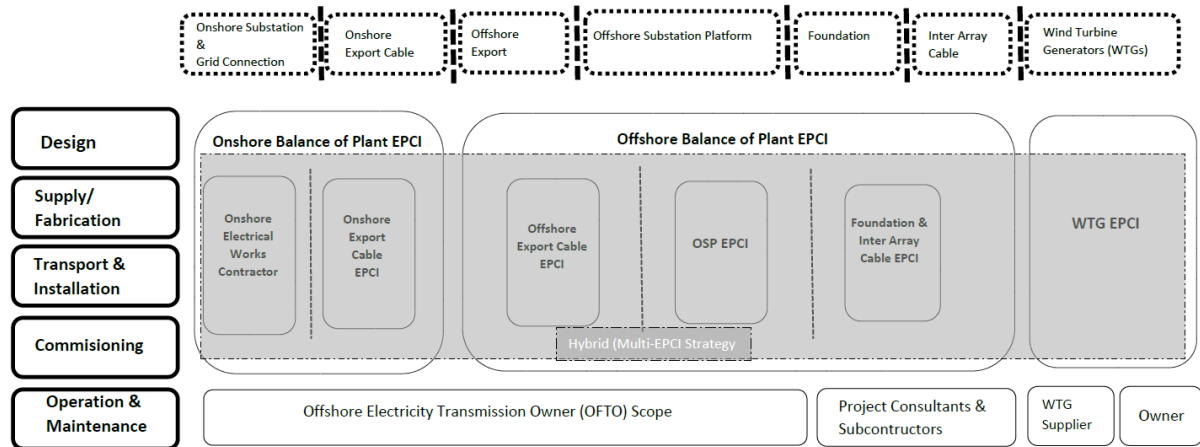 Onshore Substation
&
Grid Connection
Onshore
Export Cable
Offshore
Export
Offshore Substation Platform
Foundation
Inter Array
Cable
Wind Turbine
Generators (WTGs)
Design
Supply/
Fabrication
Transport &
Installation
Commisioning
Operation &
Maintenance
Onshore Balance of Plant EPCI
Offshore Balance of Plant EPCI
Onshore
Electrical
Works
Contractor
Onshore
Export
Cable
EPCI
Offshore
Export Cable
EPCI
OSP EPCI
Foundation &
Inter Array
Cable EPCI
WTG EPCI
Hybrid (Multi-EPCI Strategy
Offshore Electricity Transmission Owner (OFTO) Scope
Project Consultants &
Subcontractors
WTG
Supplier
Owner